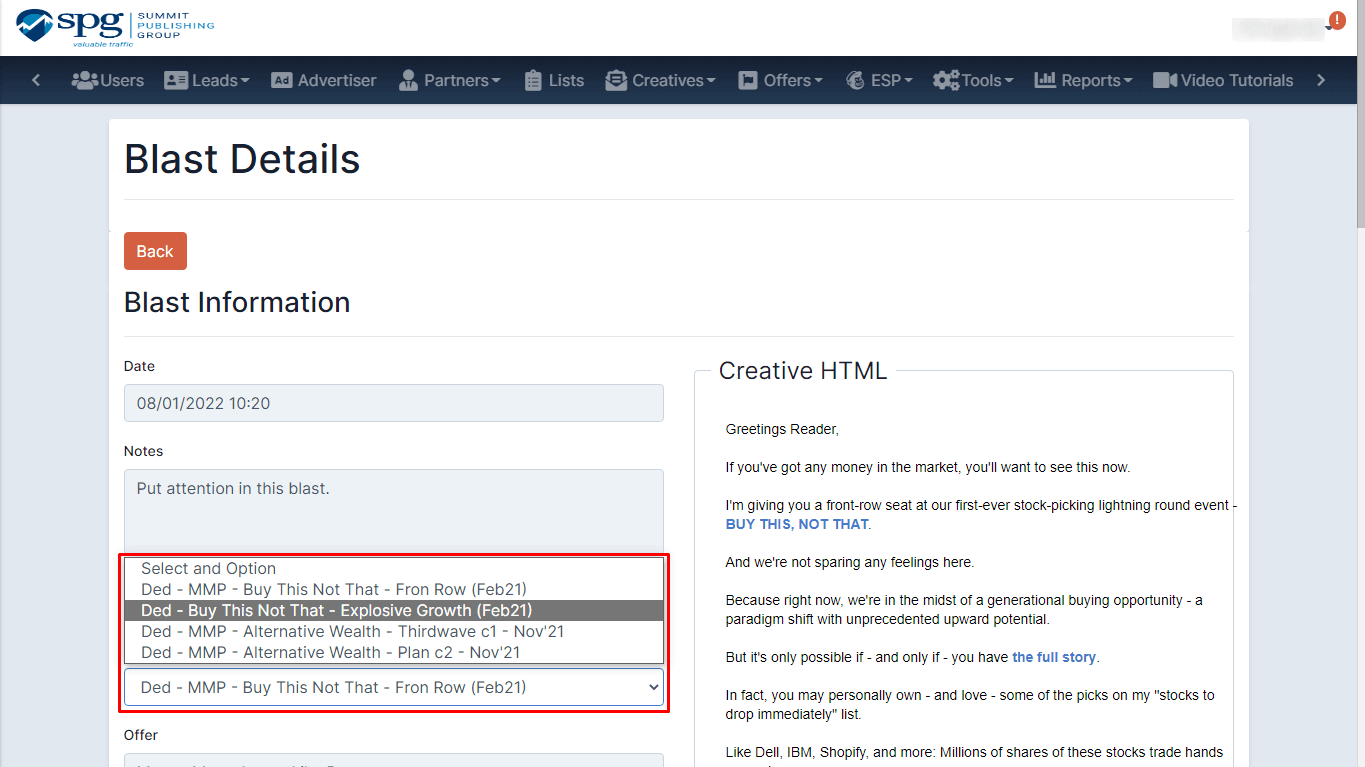 spg
SUMMIT
PUBLISHING
GROUP
valuable traffic
!
Users
Leads
Ad Advertiser
Partners
Lists
Creatives
Offers
ESP
Tools
Reports
Video Tutorials
Blast Details
Back
Blast Information
Date
08/01/2022 10:20
Notes
Put attention in this blast.
Select and Option
Ded - MMP - Buy This Not That - Fron Row (Feb21)
Ded - Buy This Not That - Explosive Growth (Feb21)
Ded - MMP - Alternative Wealth - Thirdwave c1 - Nov'21
Ded - MMP - Alternative Wealth - Plan c2 - Nov'21
Ded - MMP - Buy This Not That - Fron Row (Feb21)
Offer
Creative HTML
Greetings Reader,
If you've got any money in the market, you'll want to see this now.
I'm giving you a front-row seat at our first-ever stock-picking lightning round event -
BUY THIS, NOT THAT.
And we're not sparing any feelings here.
Because right now, we're in the midst of a generational buying opportunity - a
paradigm shift with unprecedented upward potential.
But it's only possible if - and only if - you have the full story.
In fact, you may personally own - and love - some of the picks on my "stocks to
drop immediately" list.
Like Dell, IBM, Shopify, and more: Millions of shares of these stocks trade hands